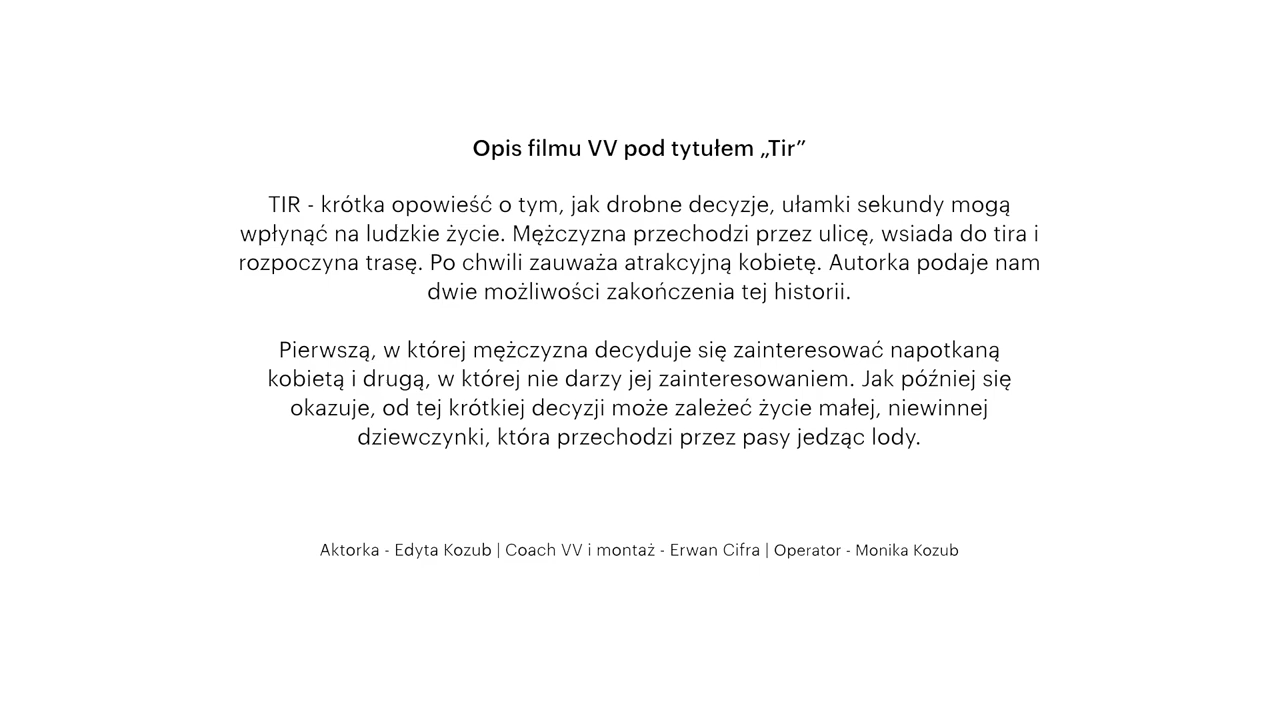 Opis filmu VV pod tytułem „Tir”
TIR - krótka opowieść o tym, jak drobne decyzje, ułamki sekundy mogą
wpłynąć na ludzkie życie. Mężczyzna przechodzi przez ulicę, wsiada do tira i
rozpoczyna trasę. Po chwili zauważa atrakcyjną kobietę. Autorka podaje nam
dwie możliwości zakończenia tej historii.
Pierwszą, w której mężczyzna decyduje się zainteresować napotkaną
kobietą i drugą, w której nie darzy jej zainteresowaniem. Jak później się
okazuje, od tej krótkiej decyzji może zależeć życie małej, niewinnej
dziewczynki, która przechodzi przez pasy jedząc lody.
Aktorka - Edyta Kozub | Coach VV i montaż - Erwan Cifra | Operator - Monika Kozub